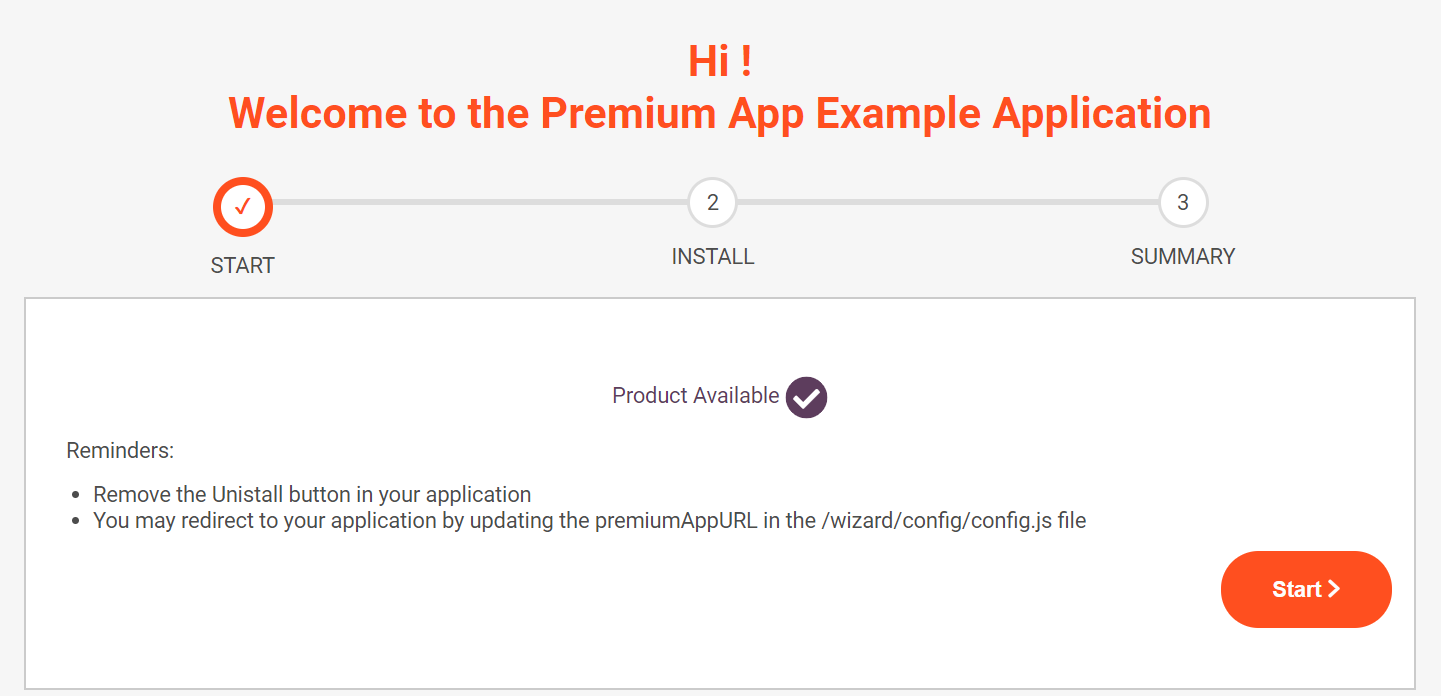 Hi !
Welcome to the Premium App Example Application
✓
2
3
START
INSTALL
SUMMARY
Product Available
Reminders:
• Remove the Unistall button in your application
• You may redirect to your application by updating the premiumAppURL in the /wizard/config/config.js file
Start